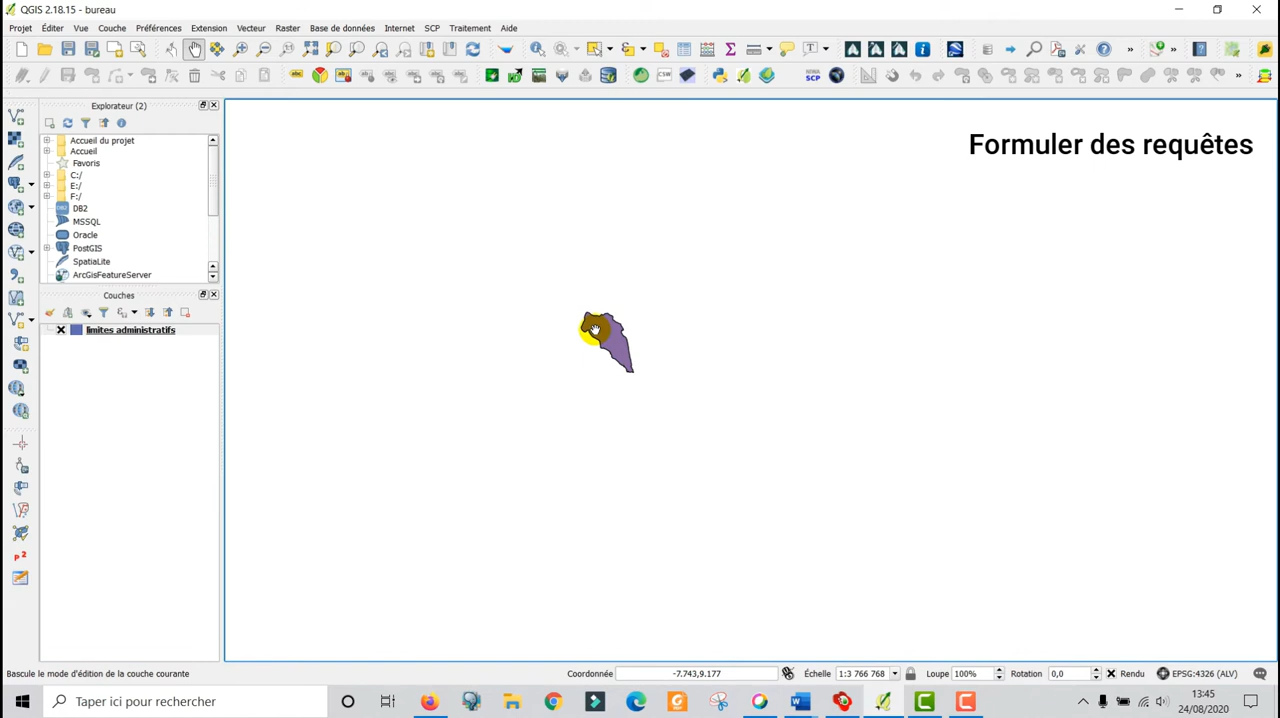 QGIS 2.18.15 - bureau
Projet Éditer Vue Couche Préférences Extension Vecteur Raster Base de données Internet SCP Traitement Aide
Explorateur (2)
Accueil du projet
Accueil
Favoris
C:/
E:/
F:/
DB2
MSSQL
Oracle
PostGIS
SpatiaLite
ArcGisFeatureServer
Couches
limites administratifs
Formuler des requêtes
Bascule le mode d'édition de la couche courante
Coordonnée -7.743,9.177
Échelle 1:3 766 768
Loupe 100%
Rotation 0,0
Rendu
EPSG:4326 (ALV)
Taper ici pour rechercher
13:45
24/08/2020